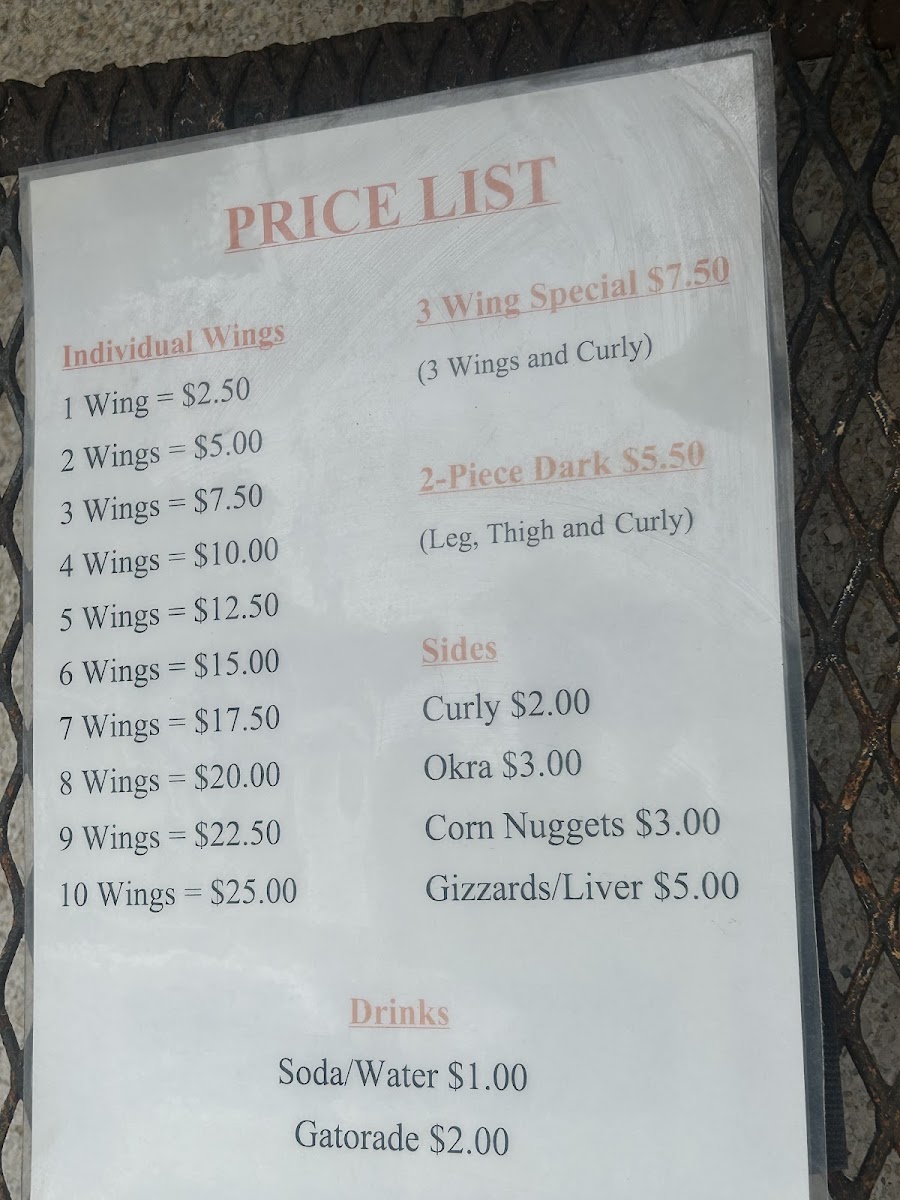 PRICE LIST
Individual Wings
1 Wing = $2.50
2 Wings = $5.00
3 Wings = $7.50
4 Wings = $10.00
5 Wings = $12.50
6 Wings = $15.00
7 Wings = $17.50
8 Wings = $20.00
9 Wings = $22.50
10 Wings = $25.00
3 Wing Special $7.50
(3 Wings and Curly)
2-Piece Dark $5.50
(Leg, Thigh and Curly)
Sides
Curly $2.00
Okra $3.00
Corn Nuggets $3.00
Gizzards/Liver $5.00
Drinks
Soda/Water $1.00
Gatorade $2.00